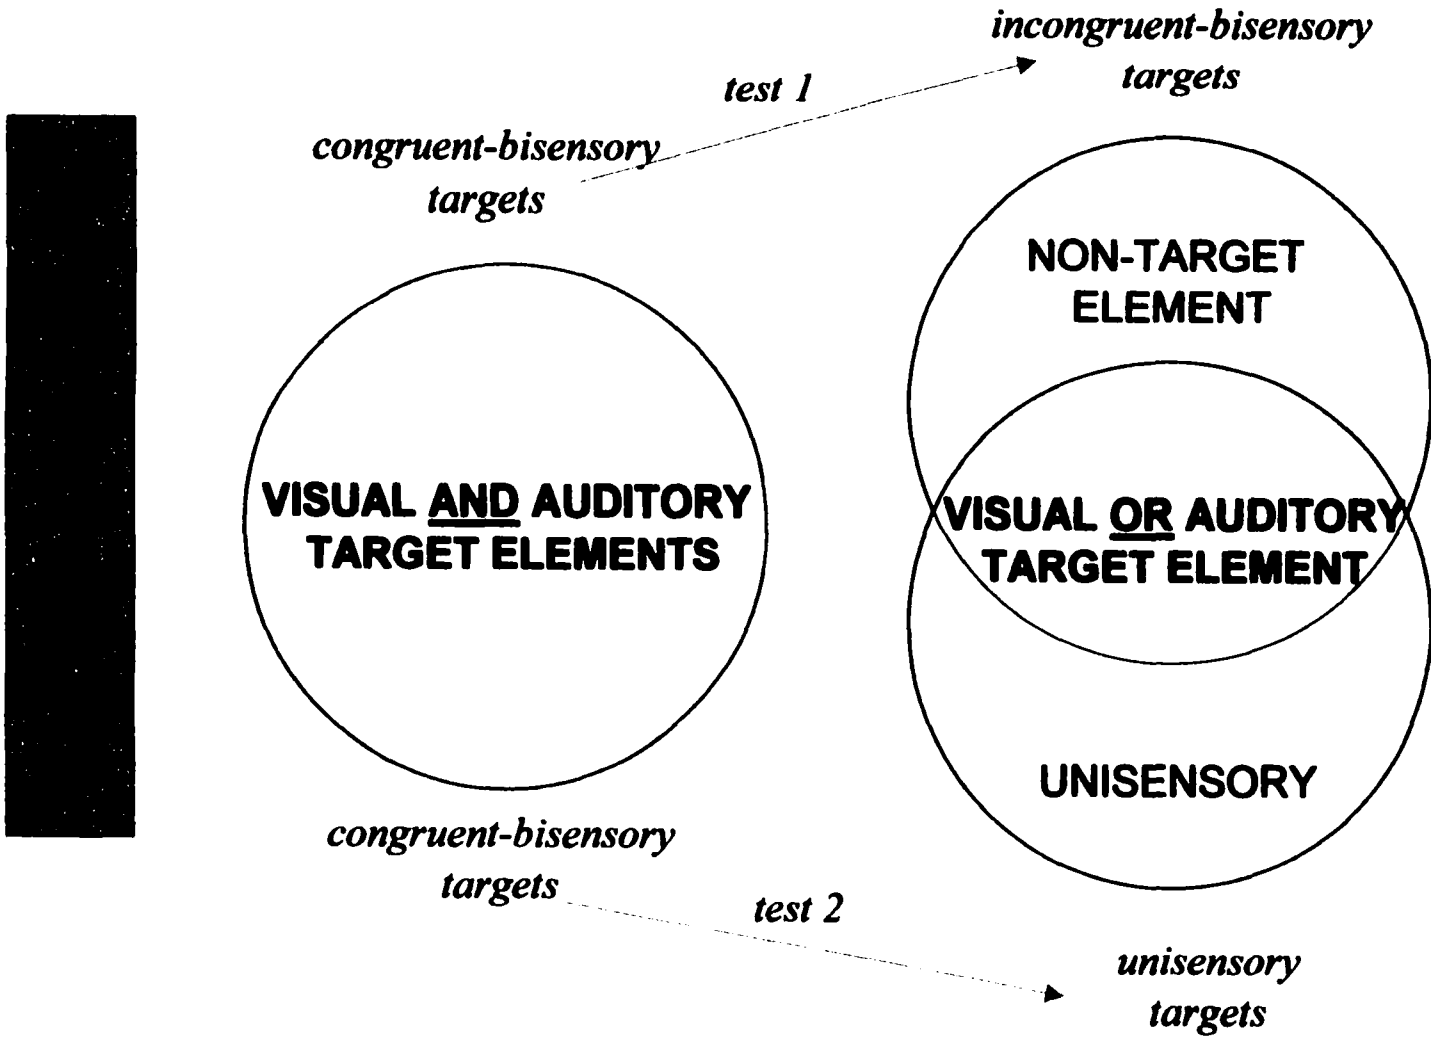 incongruent-bisensory
targets
test 1
congruent-bisensory
targets
NON-TARGET
ELEMENT
VISUAL AND AUDITORY
TARGET ELEMENTS
VISUAL OR AUDITORY
TARGET ELEMENT
UNISENSORY
congruent-bisensory
targets
test 2
unisensory
targets